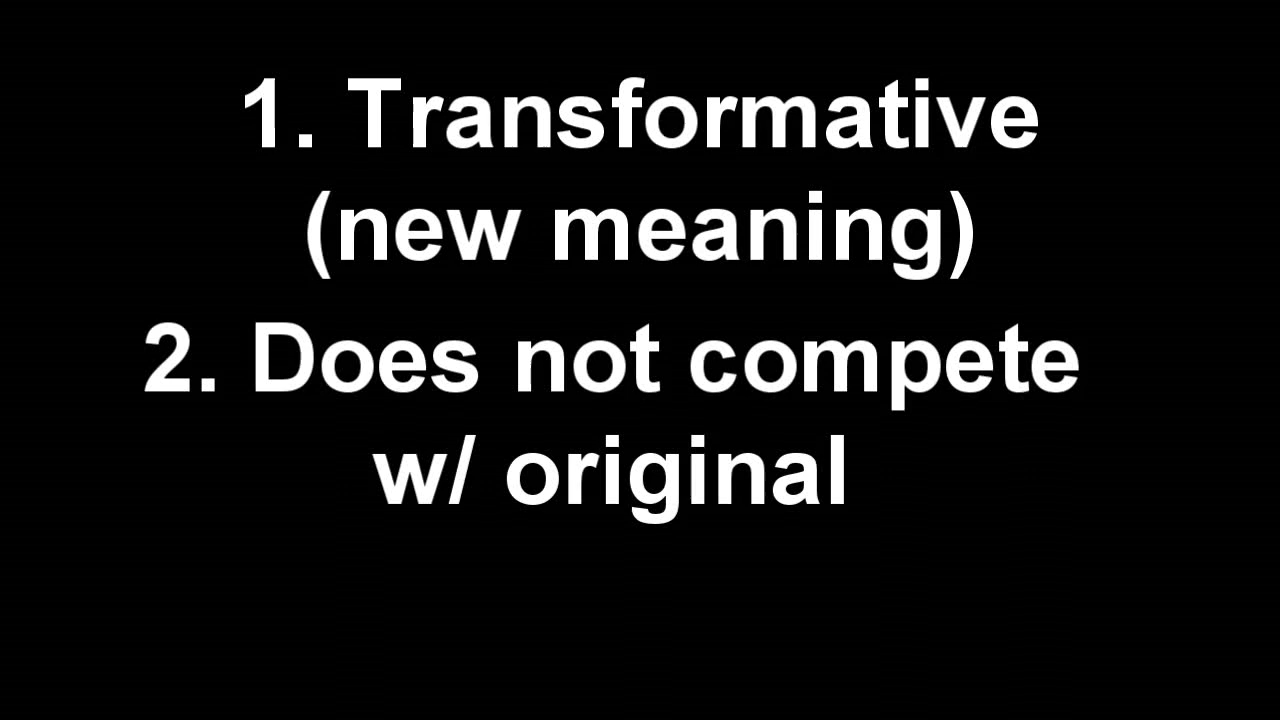 1. Transformative
(new meaning)
2. Does not compete
w/ original